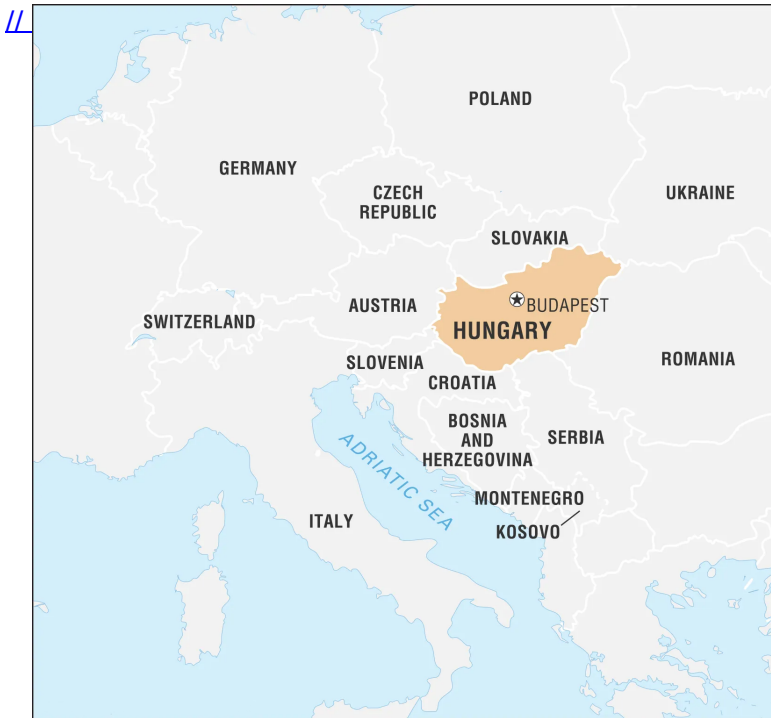 //
POLAND
GERMANY
CZECH
REPUBLIC
UKRAINE
SLOVAKIA
AUSTRIA
BUDAPEST
SWITZERLAND
HUNGARY
ROMANIA
SLOVENIA
CROATIA
BOSNIA
AND
HERZEGOVINA
SERBIA
ADRIATIC SEA
MONTENEGRO
ITALY
KOSOVO